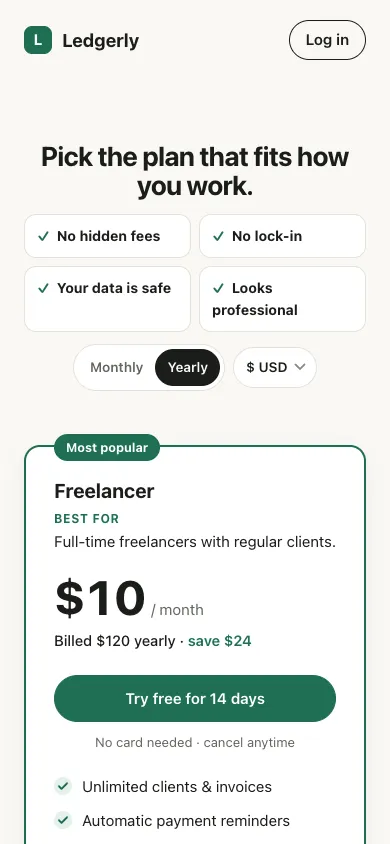 L Ledgerly
Log in
Pick the plan that fits how
you work.
✓ No hidden fees
✓ No lock-in
✓ Your data is safe
✓ Looks
professional
Monthly Yearly $ USD
Most popular
Freelancer
BEST FOR
Full-time freelancers with regular clients.
$10 / month
Billed $120 yearly · save $24
Try free for 14 days
No card needed · cancel anytime
✓ Unlimited clients & invoices
✓ Automatic payment reminders